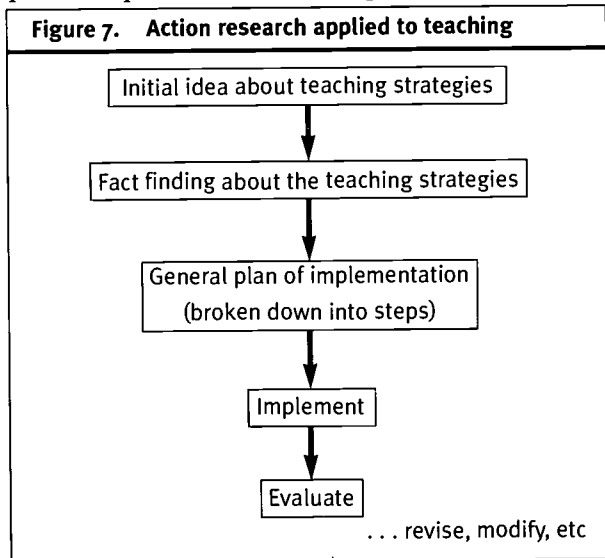 Figure 7. Action research applied to teaching
Initial idea about teaching strategies
Fact finding about the teaching strategies
General plan of implementation
(broken down into steps)
Implement
Evaluate
. . . revise, modify, etc